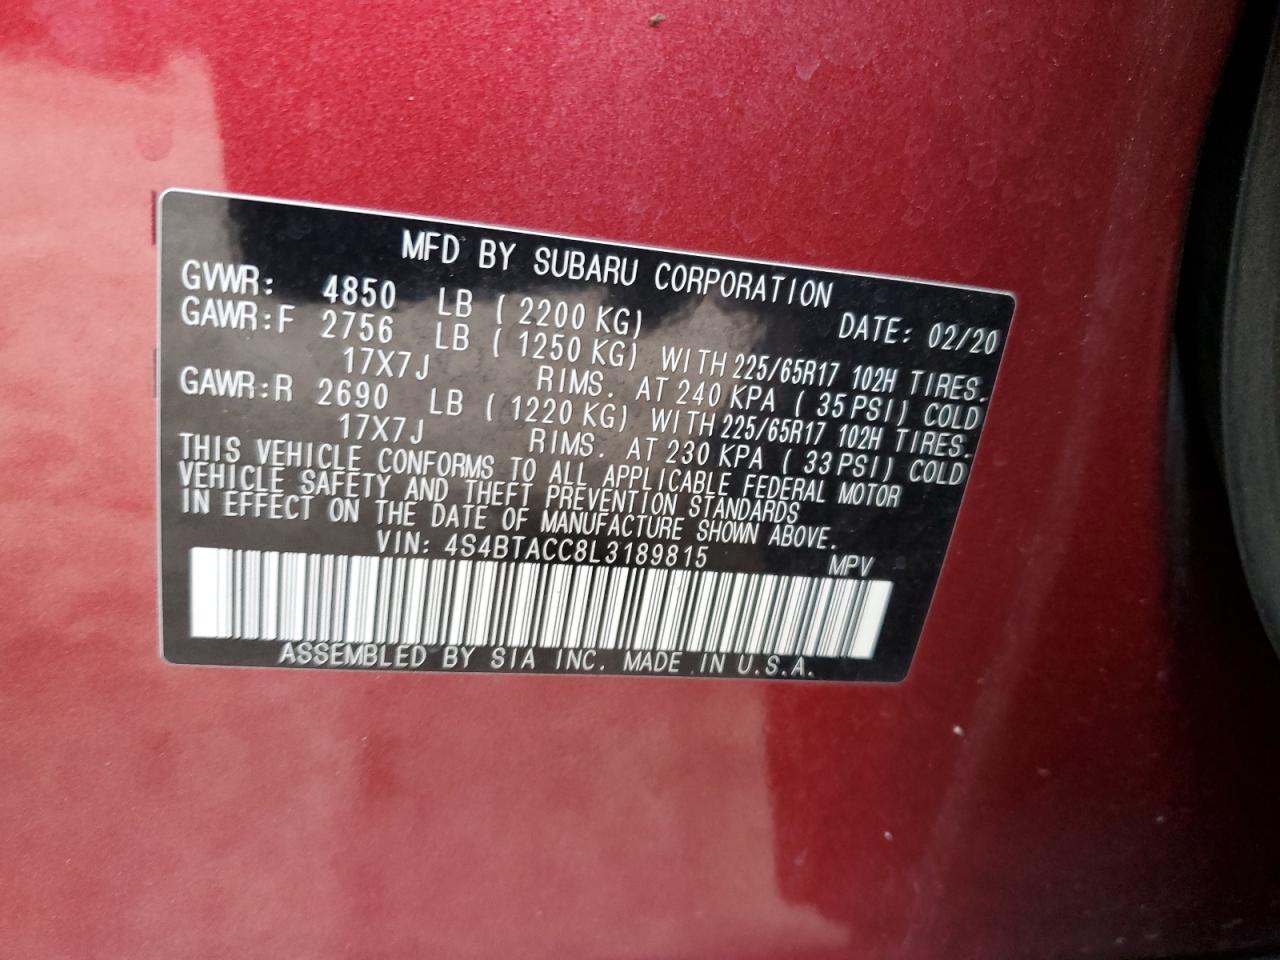 MFD BY SUBARU CORPORATION
DATE: 02/20
GVWR: 4850 LB ( 2200 KG)
GAWR:F 2756 LB ( 1250 KG) WITH 225/65R17 102H TIRES.
17X7J RIMS. AT 240 KPA ( 35 PSI) COLD
GAWR:R 2690 LB ( 1220 KG) WITH 225/65R17 102H TIRES.
17X7J RIMS. AT 230 KPA ( 33 PSI) COLD
THIS VEHICLE CONFORMS TO ALL APPLICABLE FEDERAL MOTOR
VEHICLE SAFETY AND THEFT PREVENTION STANDARDS
IN EFFECT ON THE DATE OF MANUFACTURE SHOWN ABOVE.
VIN: 4S4BTACC8L3189815 MPV
ASSEMBLED BY SIA INC. MADE IN U.S.A.